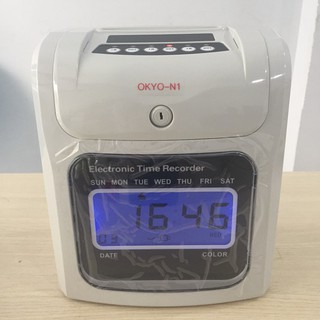 OKYO-N1
Electronic Time Recorder
SUN MON TUE WED THU FRI SAT
16 46
DATE COLOR